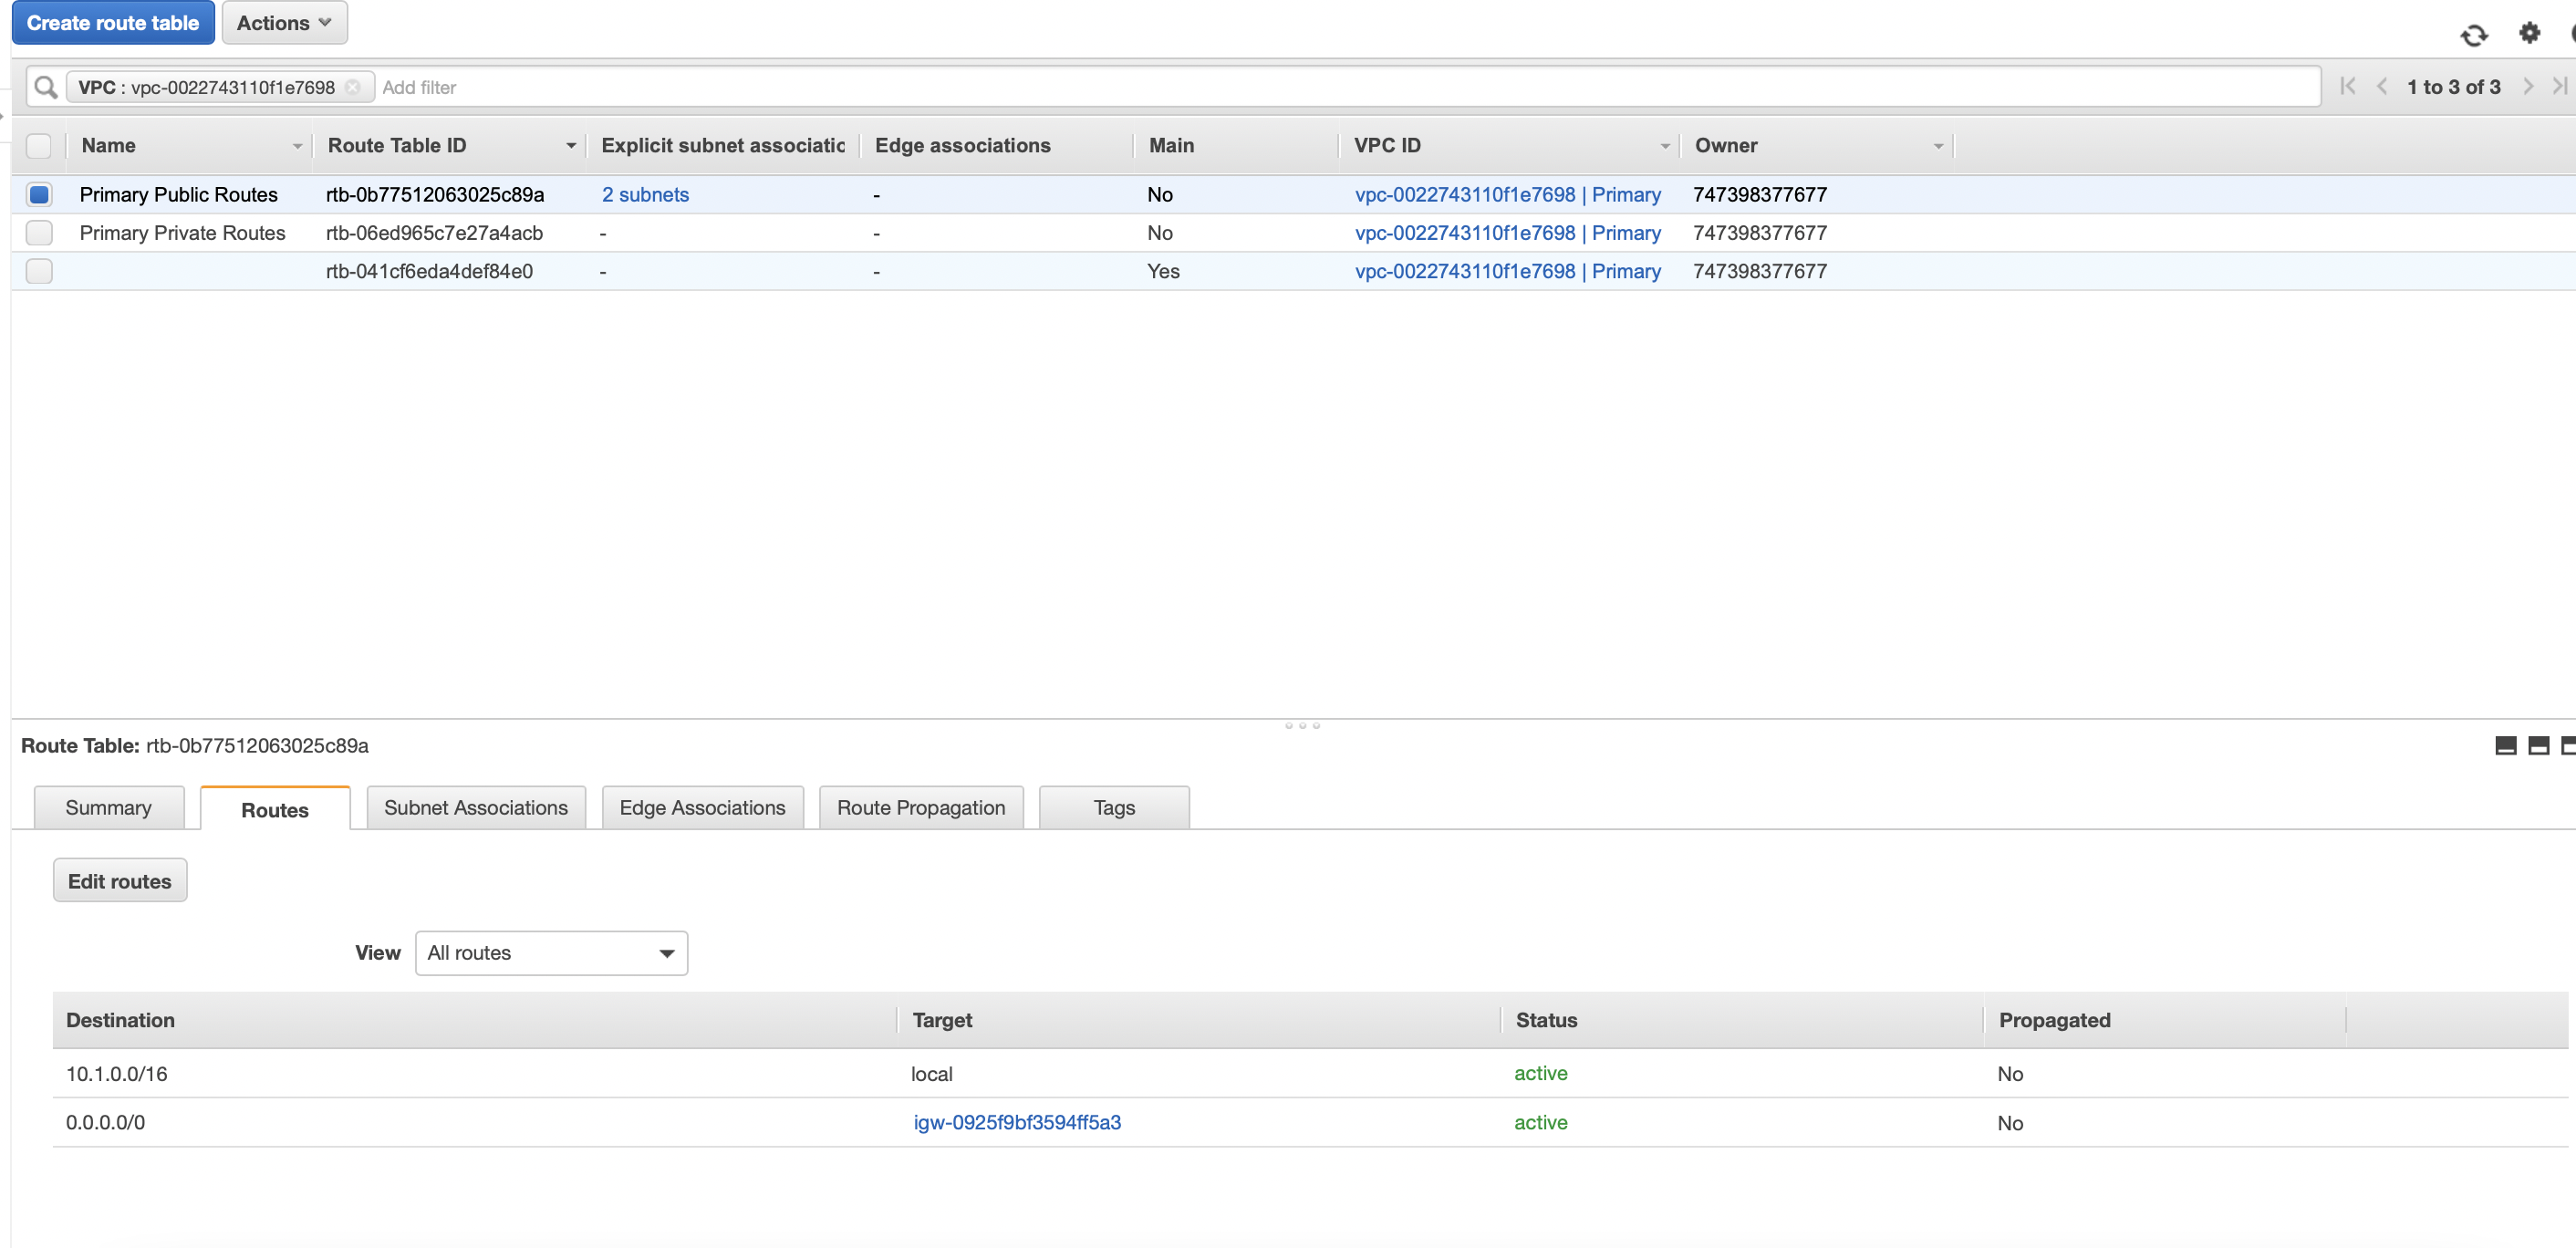 Create route table Actions
VPC : vpc-0022743110f1e7698 Add filter 1 to 3 of 3
Name Route Table ID Explicit subnet associatic Edge associations Main VPC ID Owner
Primary Public Routes rtb-0b77512063025c89a 2 subnets - No vpc-0022743110f1e7698 | Primary 747398377677
Primary Private Routes rtb-06ed965c7e27a4acb - - No vpc-0022743110f1e7698 | Primary 747398377677
rtb-041cf6eda4def84e0 - - Yes vpc-0022743110f1e7698 | Primary 747398377677
Route Table: rtb-0b77512063025c89a
Summary Routes Subnet Associations Edge Associations Route Propagation Tags
Edit routes
View All routes
Destination Target Status Propagated
10.1.0.0/16 local active No
0.0.0.0/0 igw-0925f9bf3594ff5a3 active No